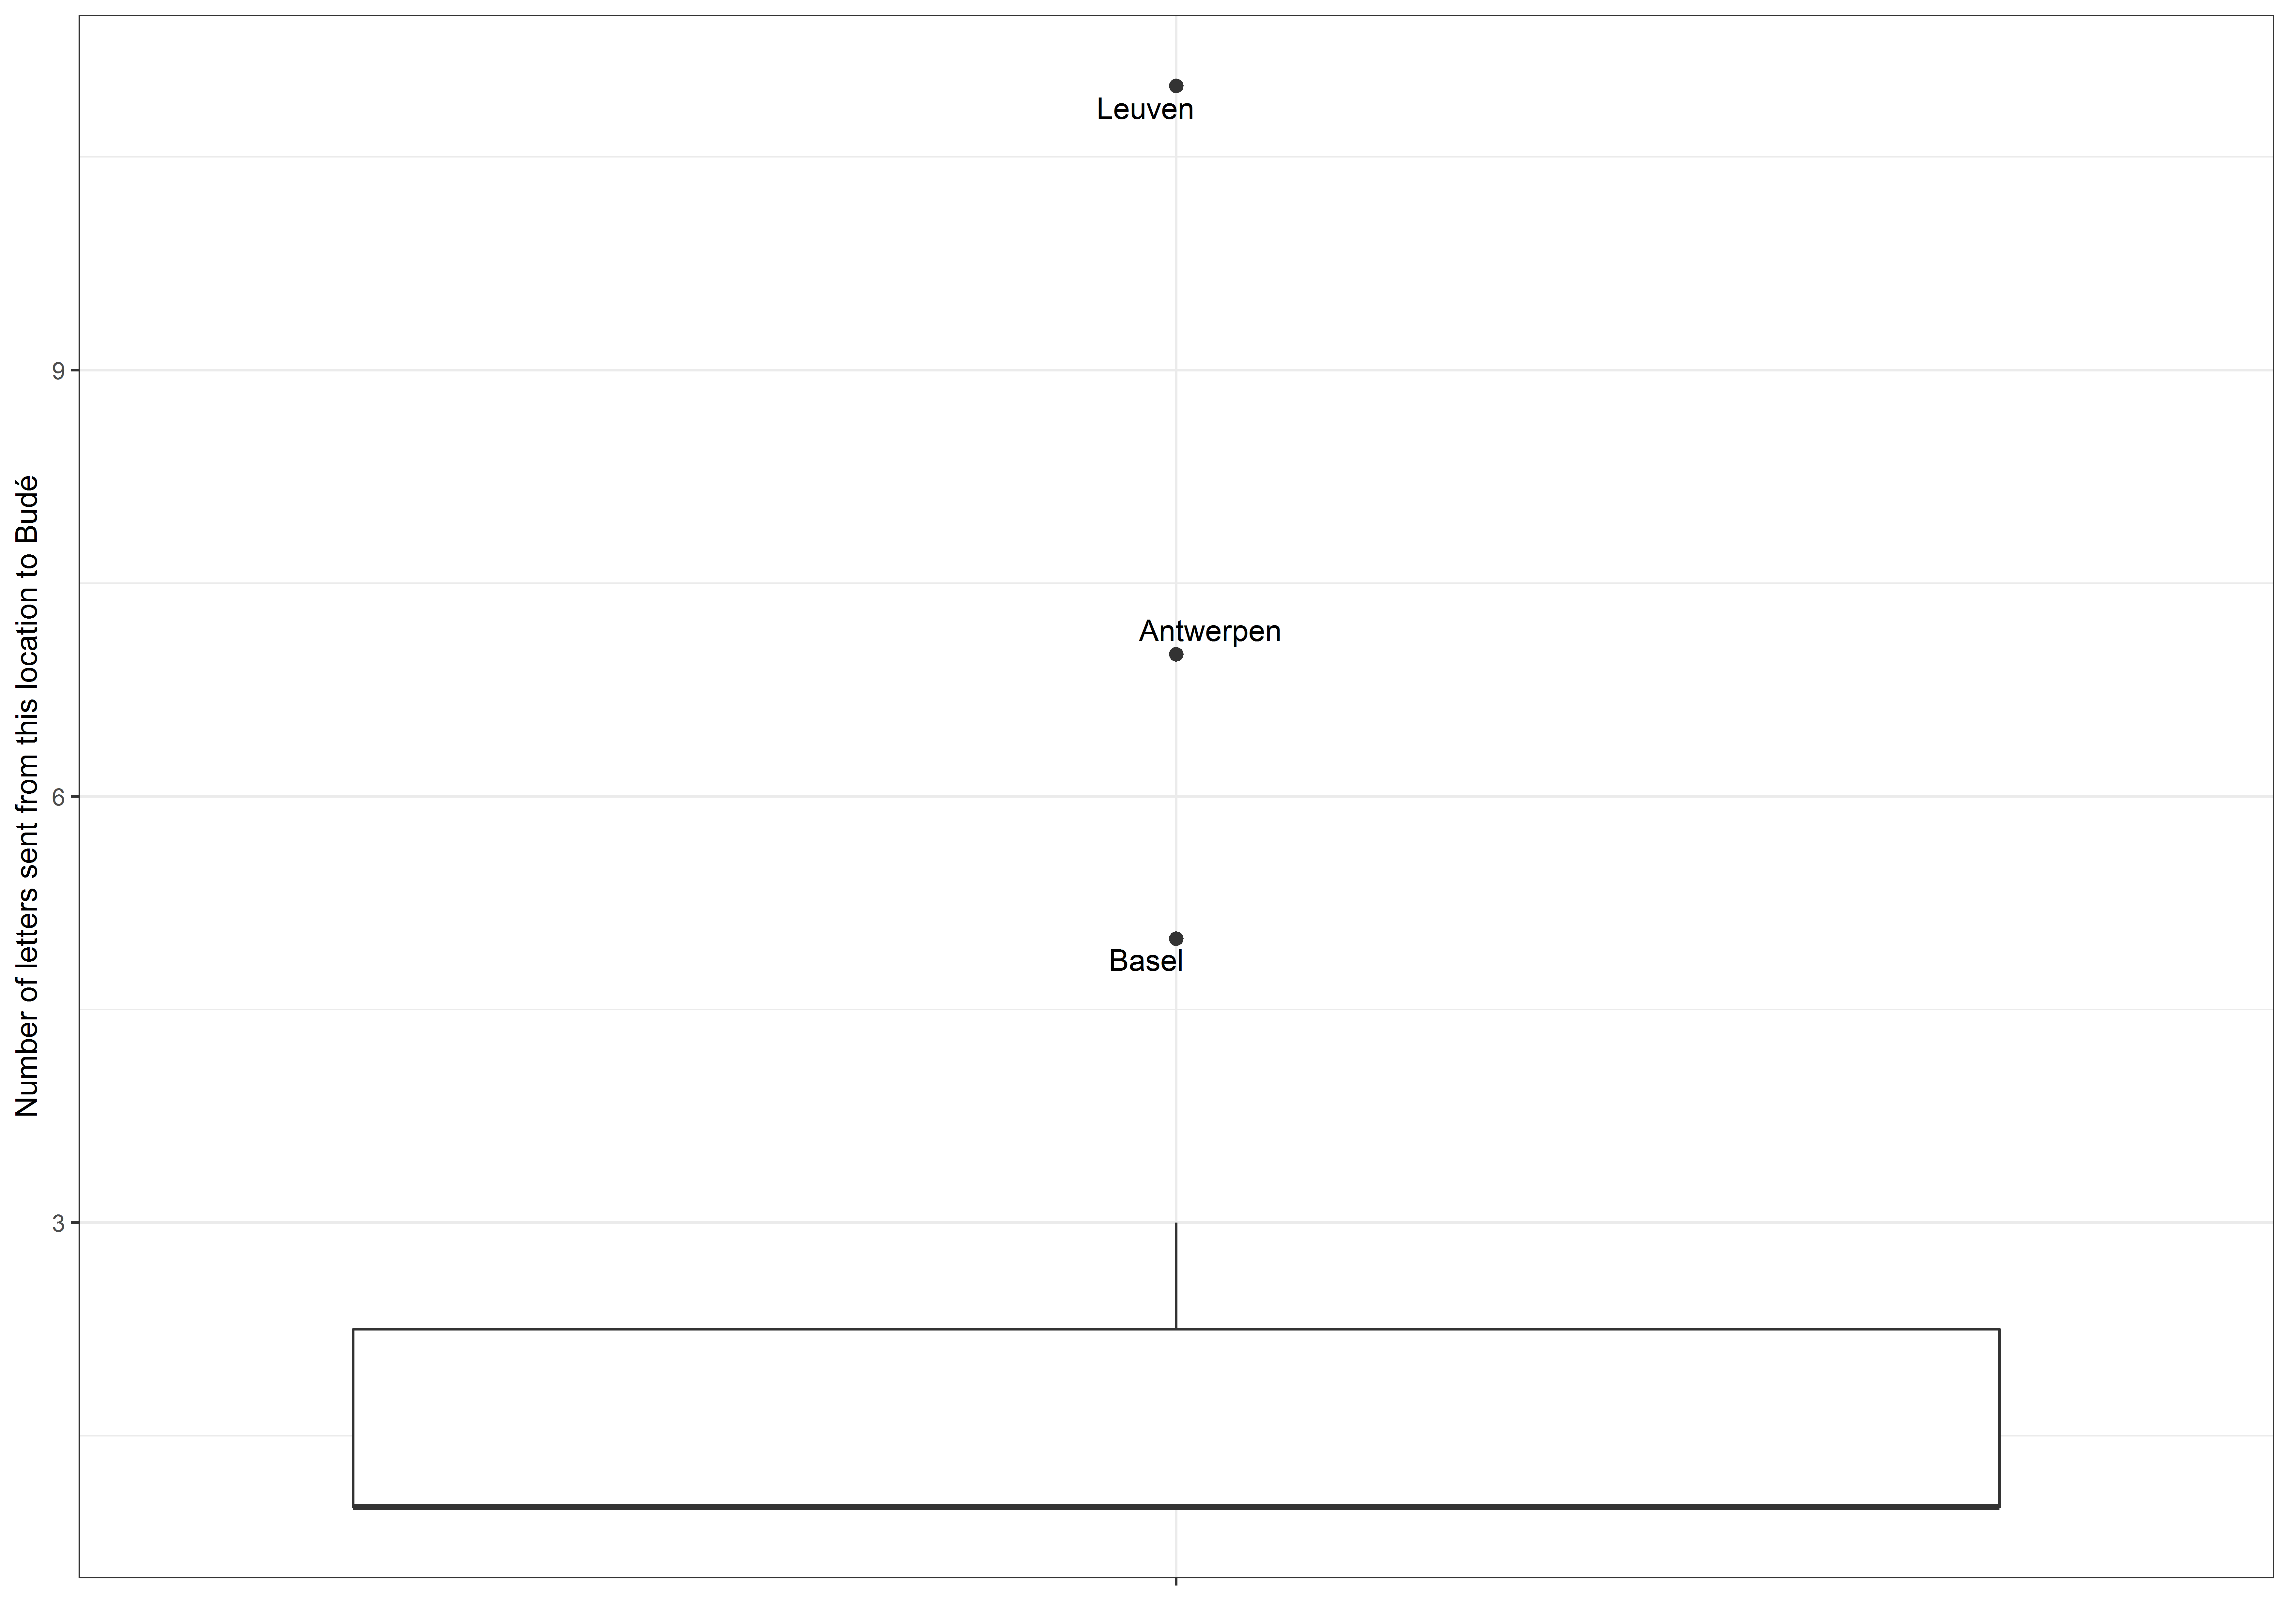 Number of letters sent from this location to Budé
9
6
3
Leuven
Antwerpen
Basel